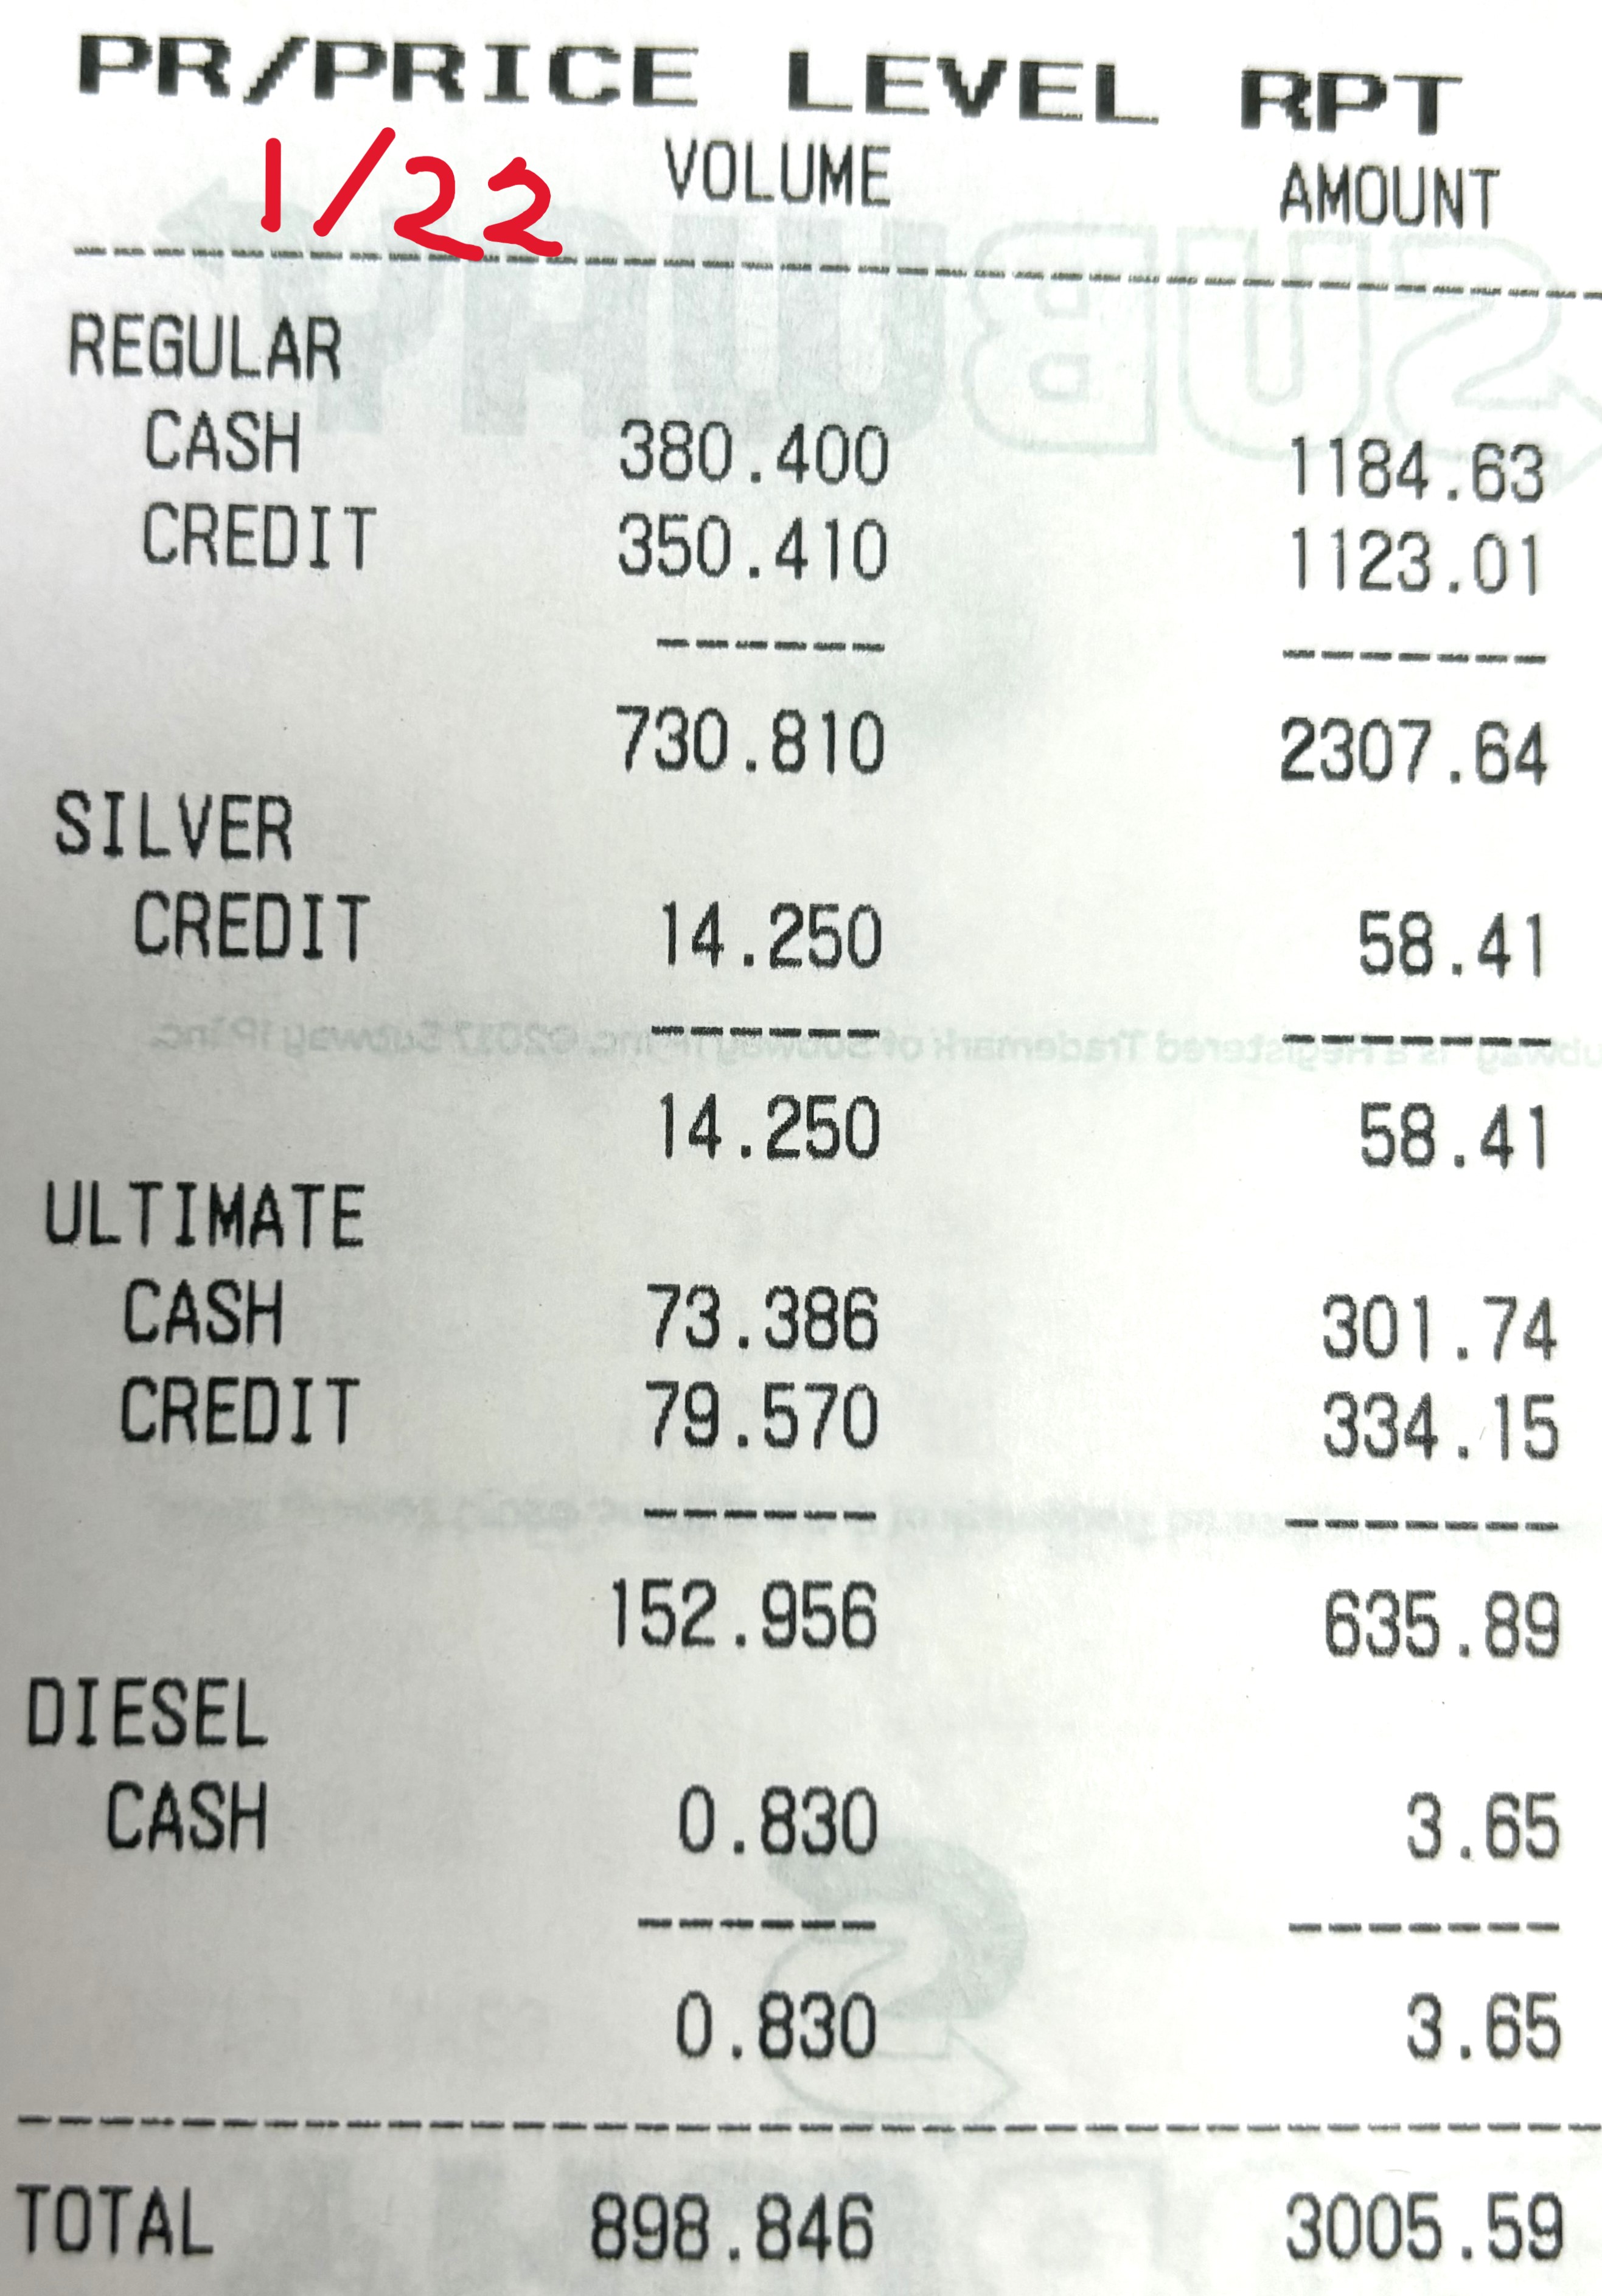 PR/PRICE LEVEL RPT
1/22 VOLUME AMOUNT
REGULAR
CASH 380.400 1184.63
CREDIT 350.410 1123.01
730.810 2307.64
SILVER
CREDIT 14.250 58.41
14.250 58.41
ULTIMATE
CASH 73.386 301.74
CREDIT 79.570 334.15
152.956 635.89
DIESEL
CASH 0.830 3.65
0.830 3.65
TOTAL 898.846 3005.59